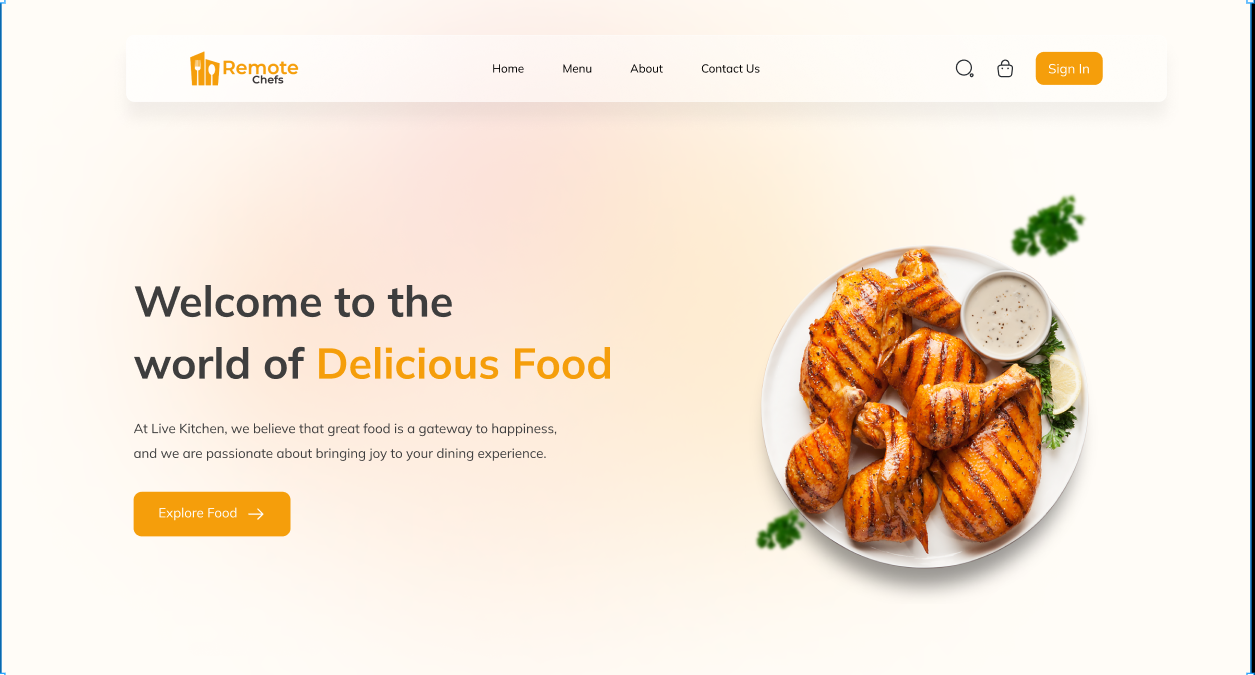 Remote
Chefs
Home
Menu
About
Contact Us
Sign In
Welcome to the
world of Delicious Food
At Live Kitchen, we believe that great food is a gateway to happiness,
and we are passionate about bringing joy to your dining experience.
Explore Food